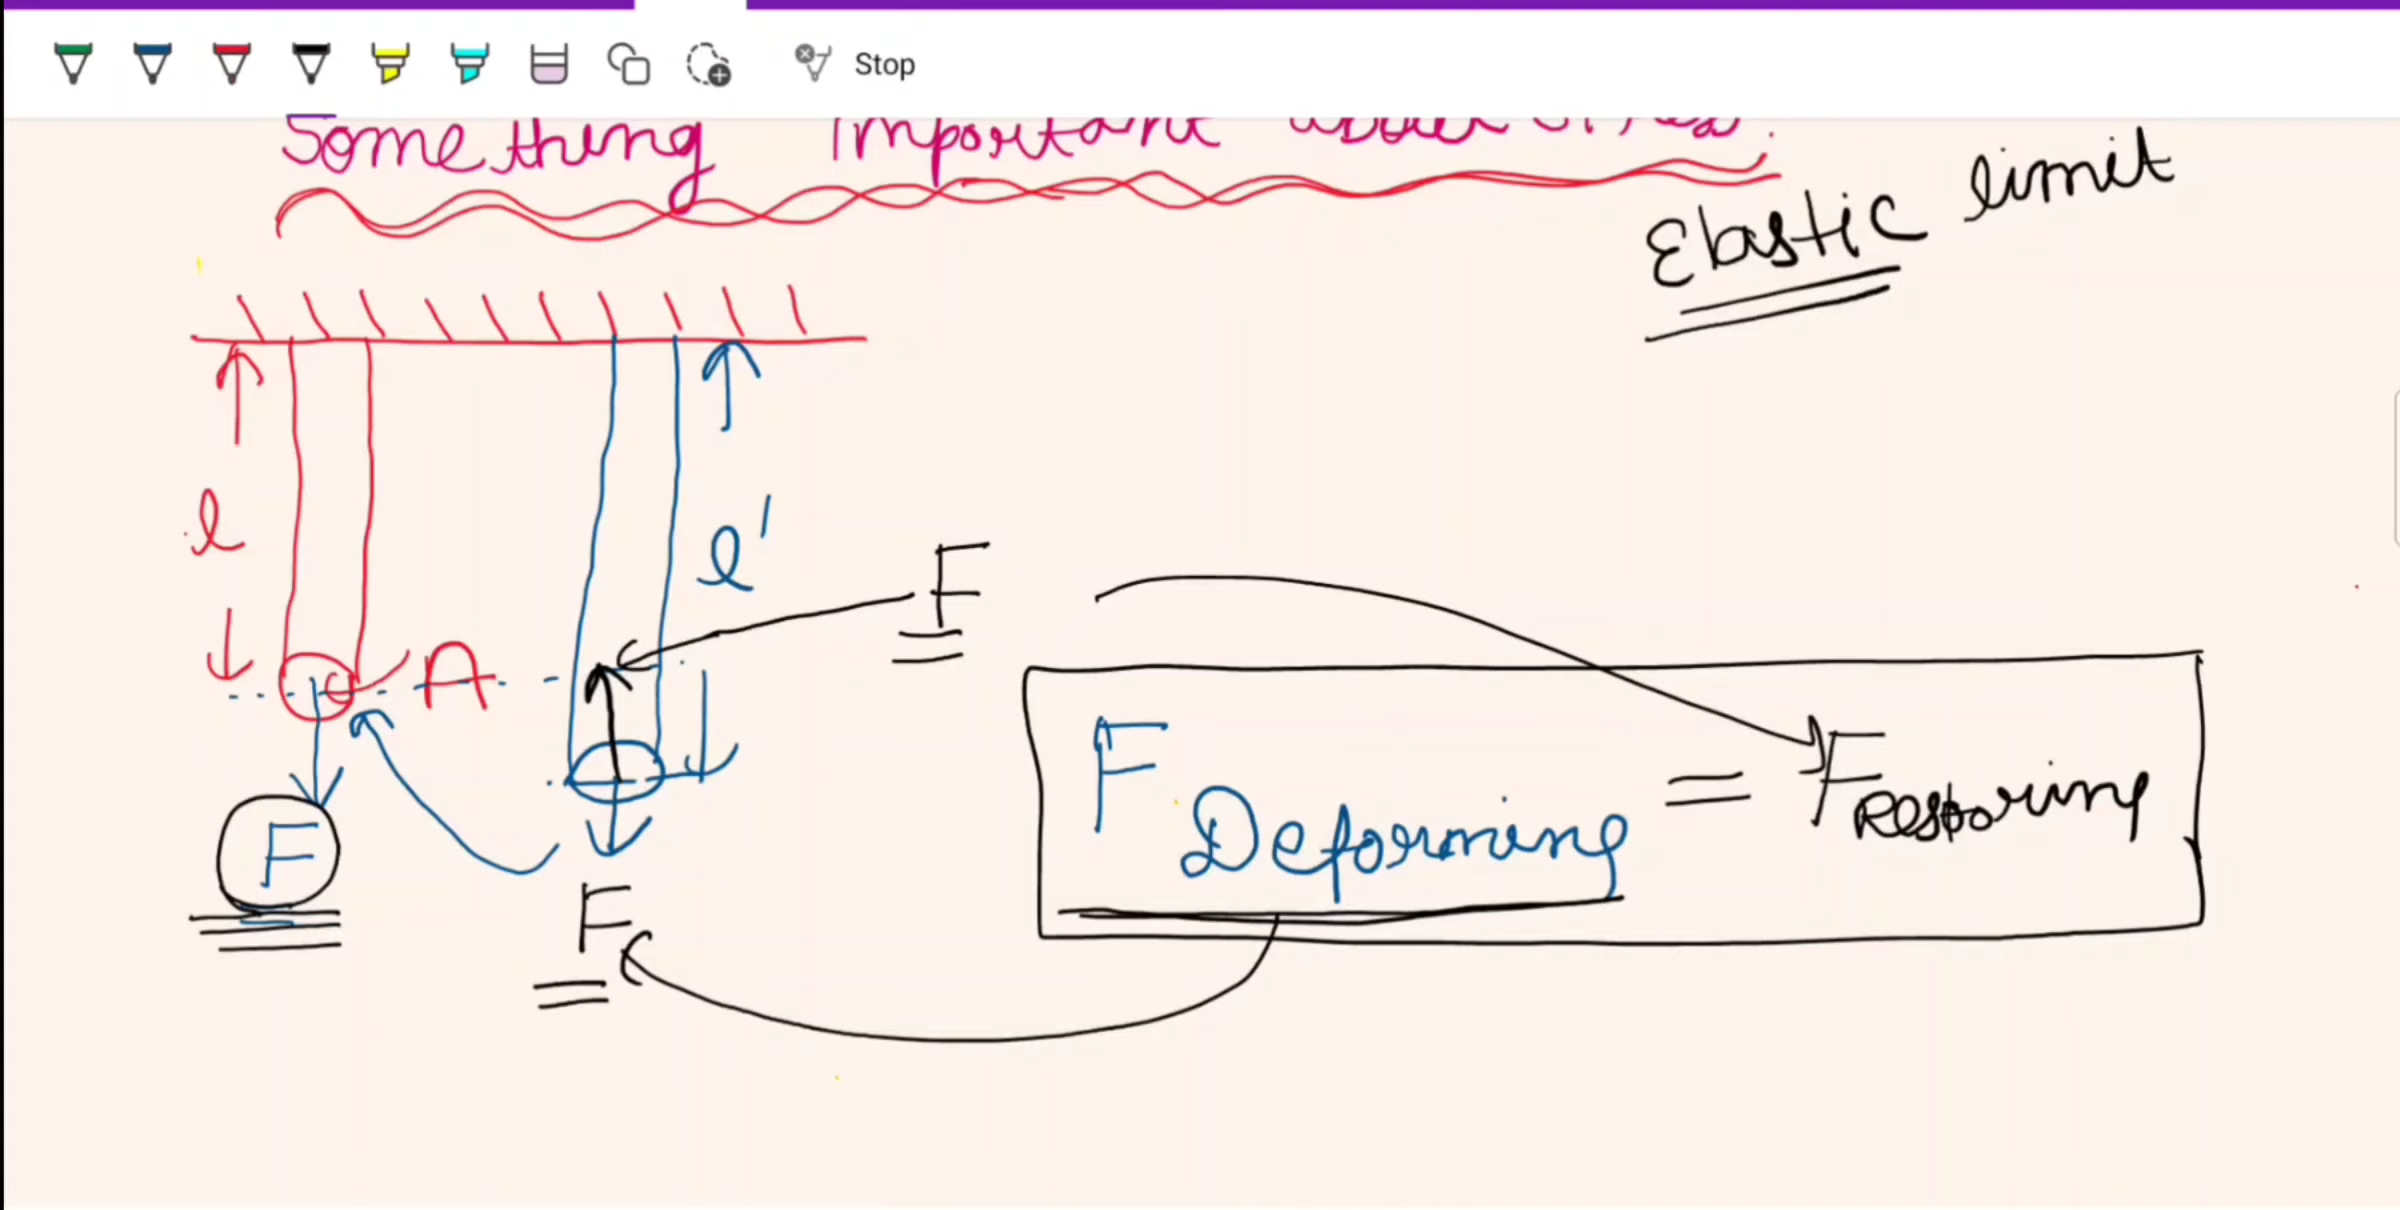 Stop
Something Important
Elastic limit
l
l'
F
A
F Deforming = F Restoring
F
F